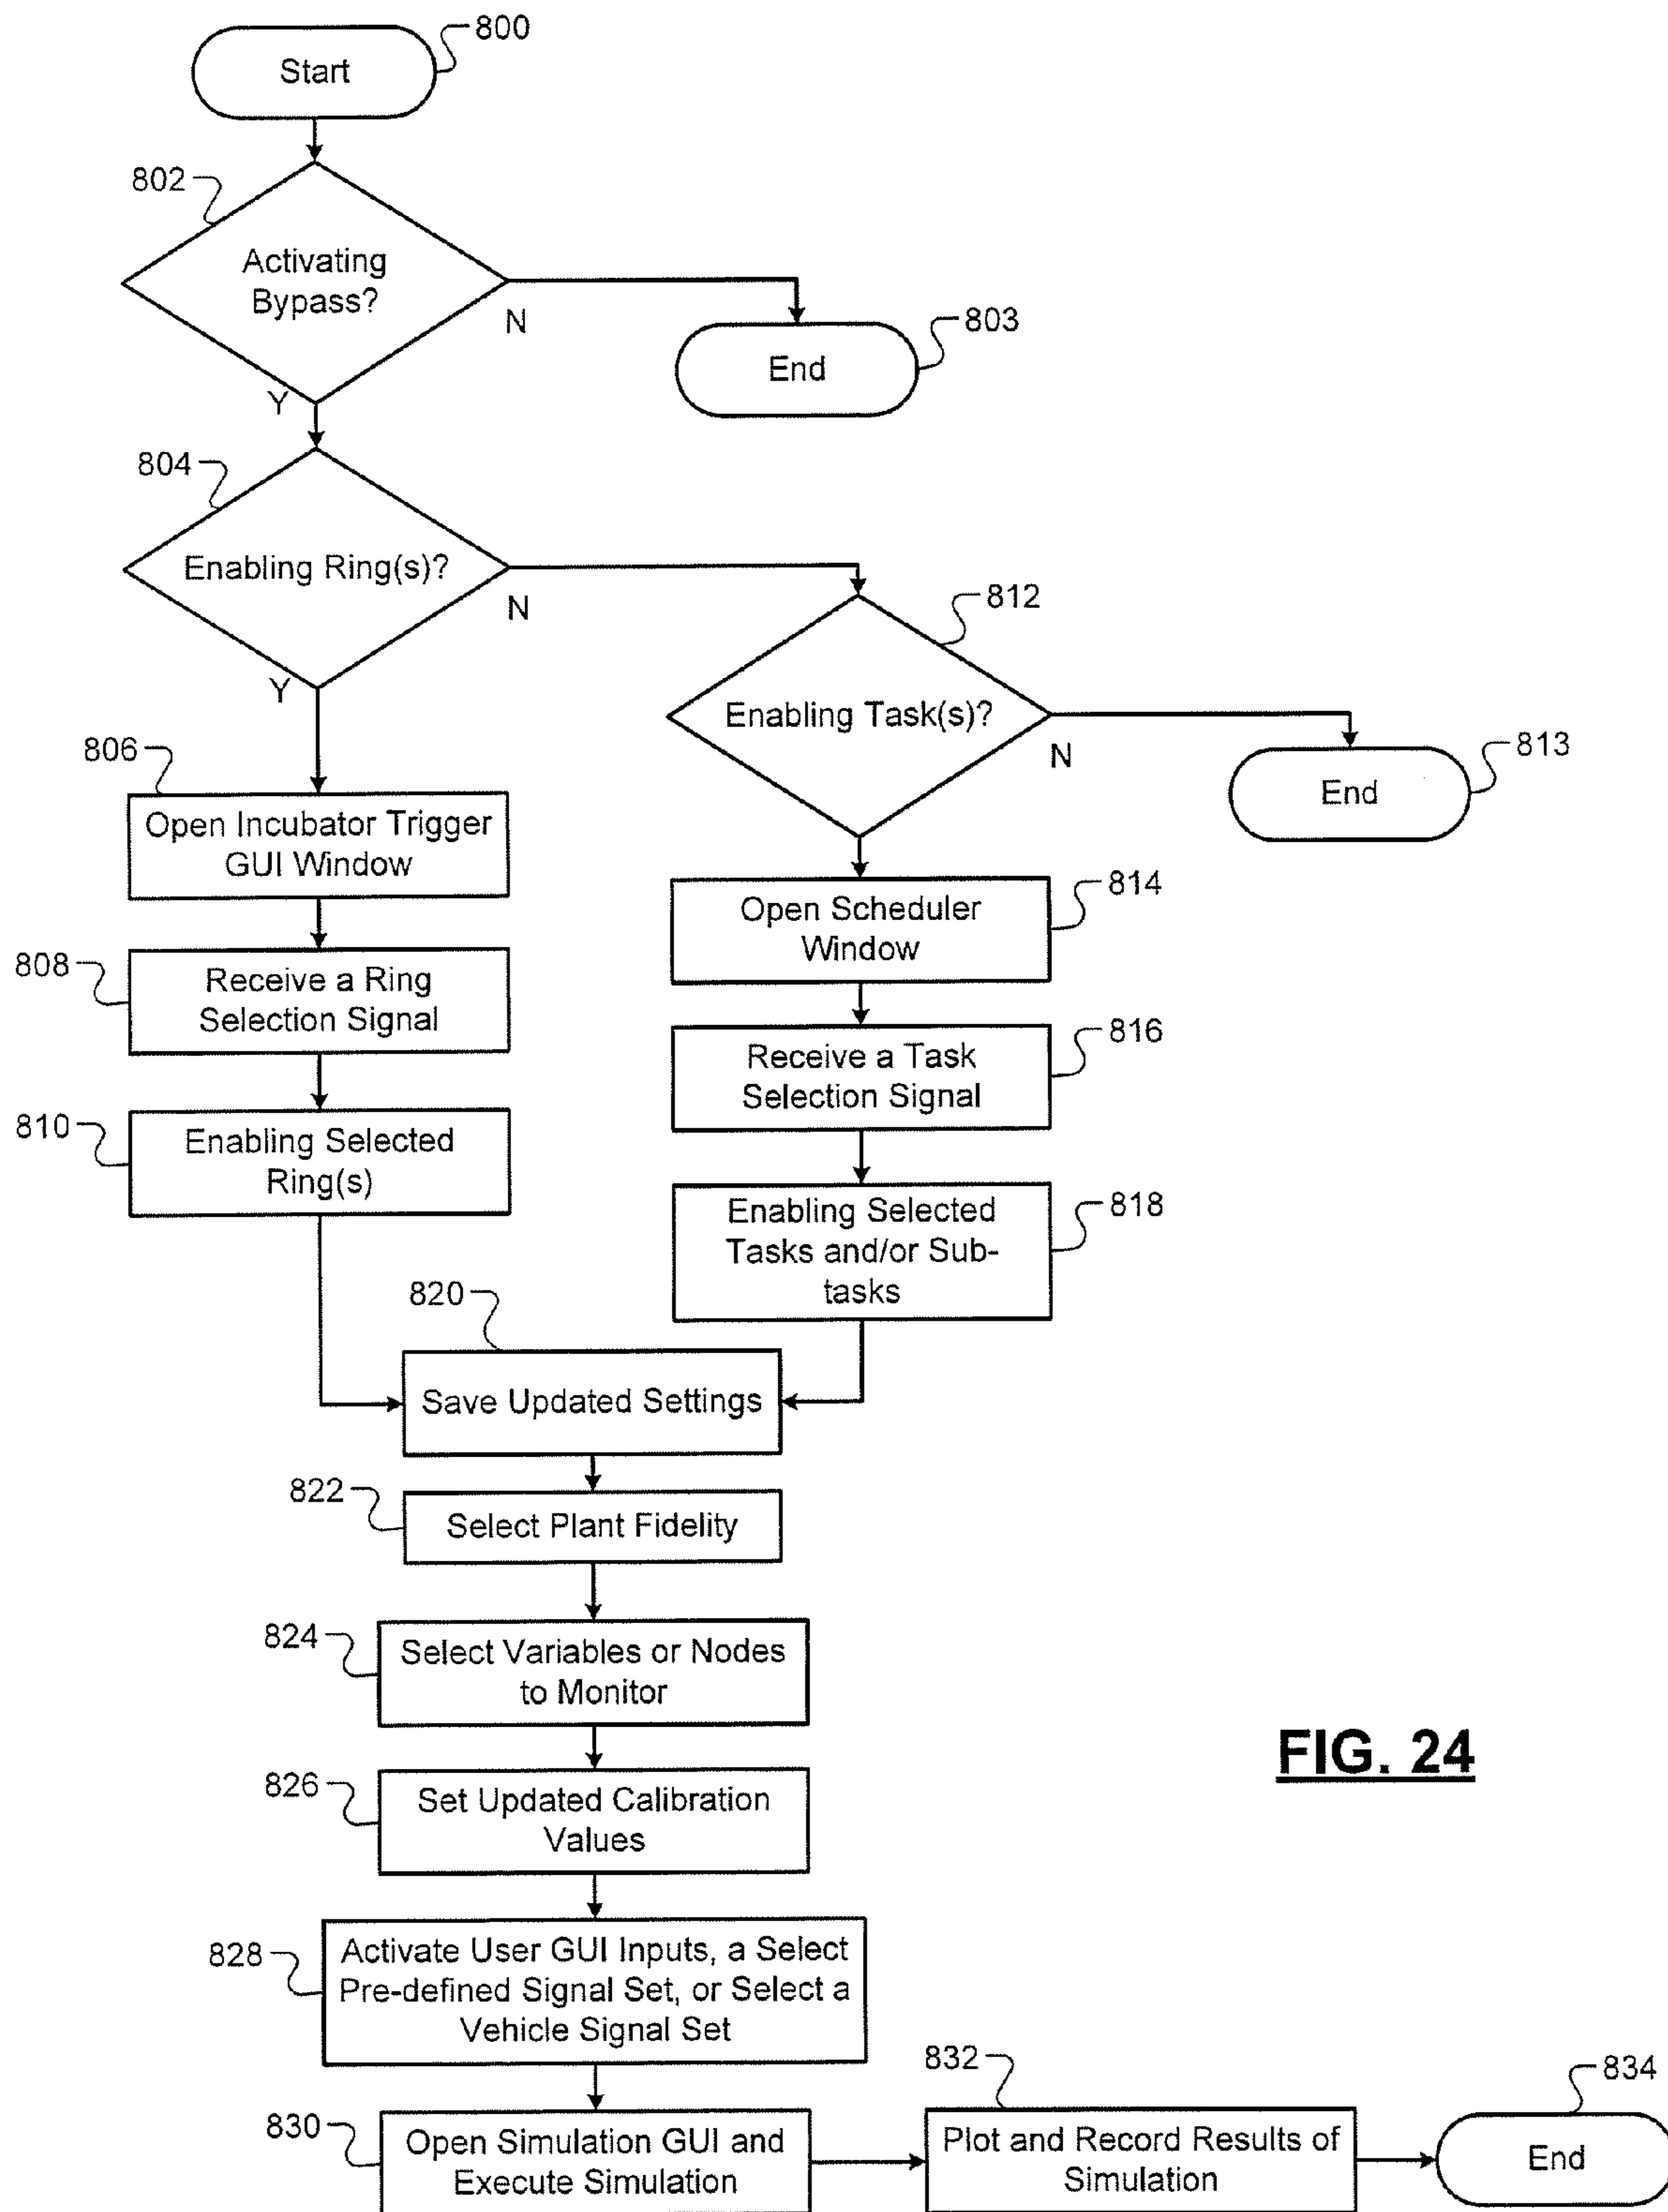 800
Start
802
Activating
Bypass?
N
803
End
Y
804
Enabling Ring(s)?
N
812
Y
Enabling Task(s)?
N
813
End
806
Open Incubator Trigger
GUI Window
814
Open Scheduler
Window
808
Receive a Ring
Selection Signal
816
Receive a Task
Selection Signal
810
Enabling Selected
Ring(s)
818
Enabling Selected
Tasks and/or Sub-
tasks
820
Save Updated Settings
822
Select Plant Fidelity
824
Select Variables or Nodes
to Monitor
FIG. 24
826
Set Updated Calibration
Values
828
Activate User GUI Inputs, a Select
Pre-defined Signal Set, or Select a
Vehicle Signal Set
830
Open Simulation GUI and
Execute Simulation
832
Plot and Record Results of
Simulation
834
End